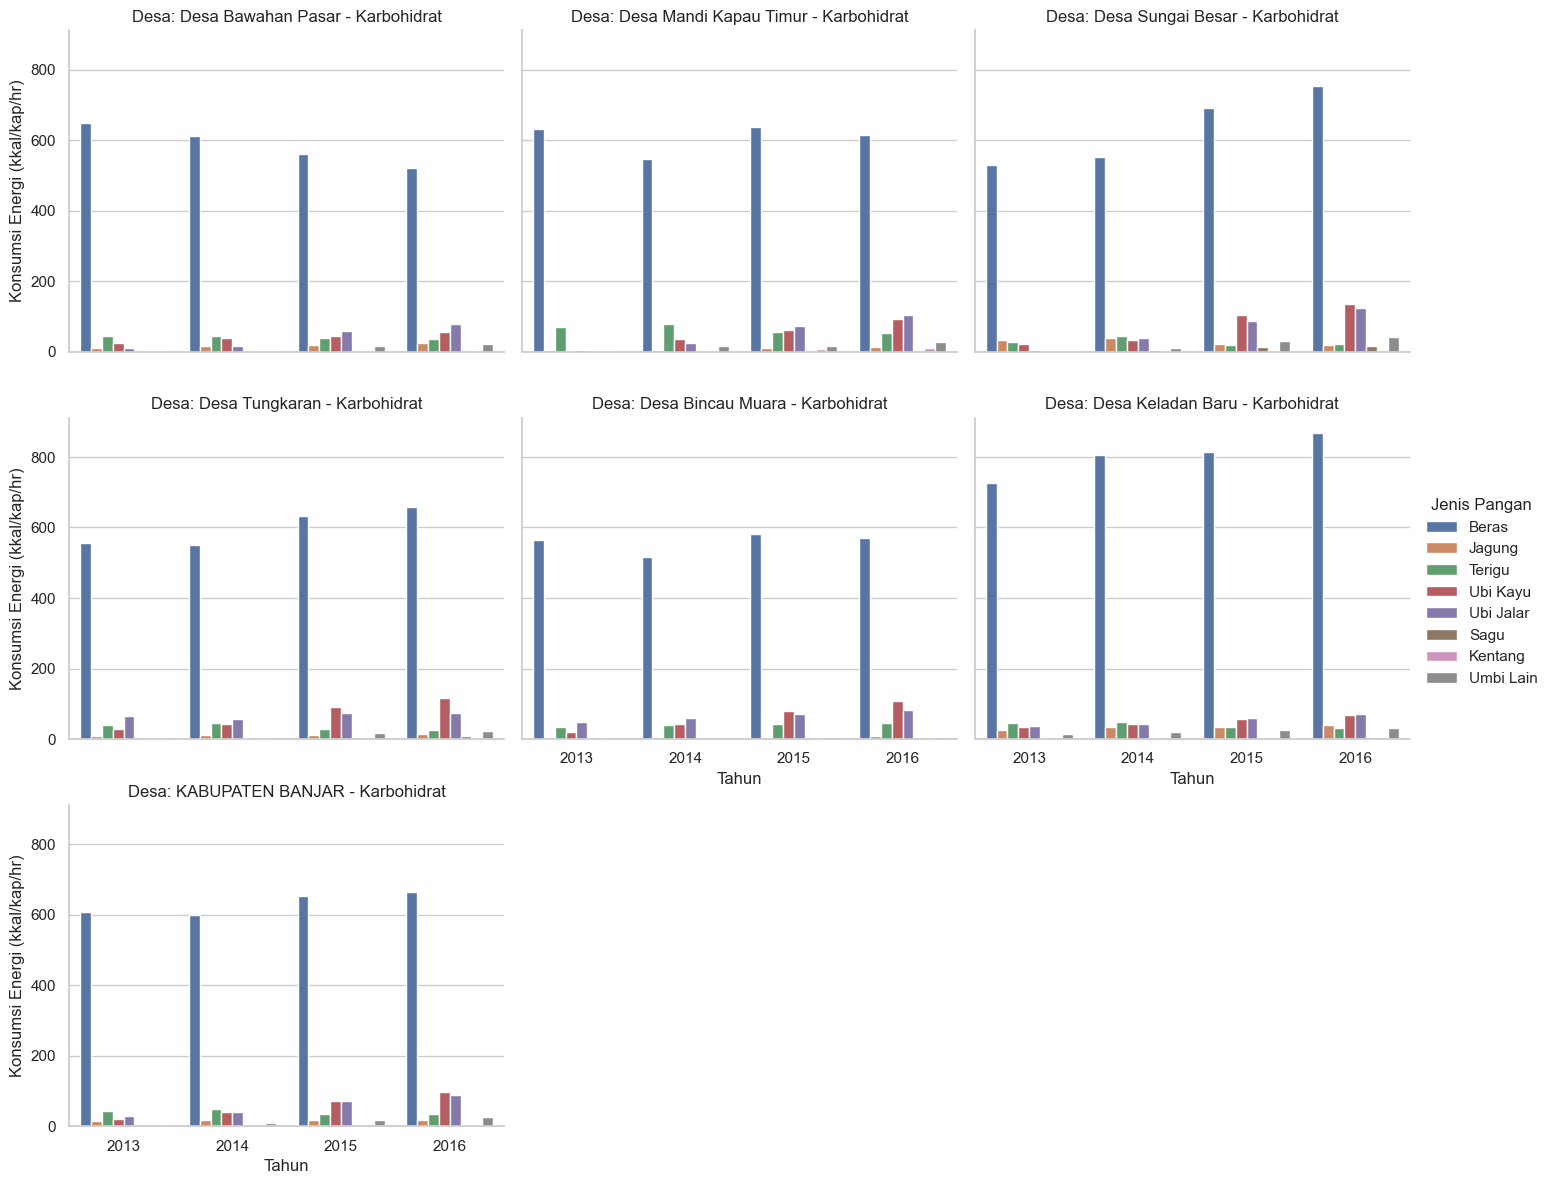 Desa: Desa Bawahan Pasar - Karbohidrat
Desa: Desa Mandi Kapau Timur - Karbohidrat
Desa: Desa Sungai Besar - Karbohidrat
Konsumsi Energi (kkal/kap/hr)
800
600
400
200
0
Desa: Desa Tungkaran - Karbohidrat
Desa: Desa Bincau Muara - Karbohidrat
Desa: Desa Keladan Baru - Karbohidrat
Konsumsi Energi (kkal/kap/hr)
800
600
400
200
0
2013 2014 2015 2016
Tahun
2013 2014 2015 2016
Tahun
Jenis Pangan
Beras
Jagung
Terigu
Ubi Kayu
Ubi Jalar
Sagu
Kentang
Umbi Lain
Desa: KABUPATEN BANJAR - Karbohidrat
Konsumsi Energi (kkal/kap/hr)
800
600
400
200
0
2013 2014 2015 2016
Tahun